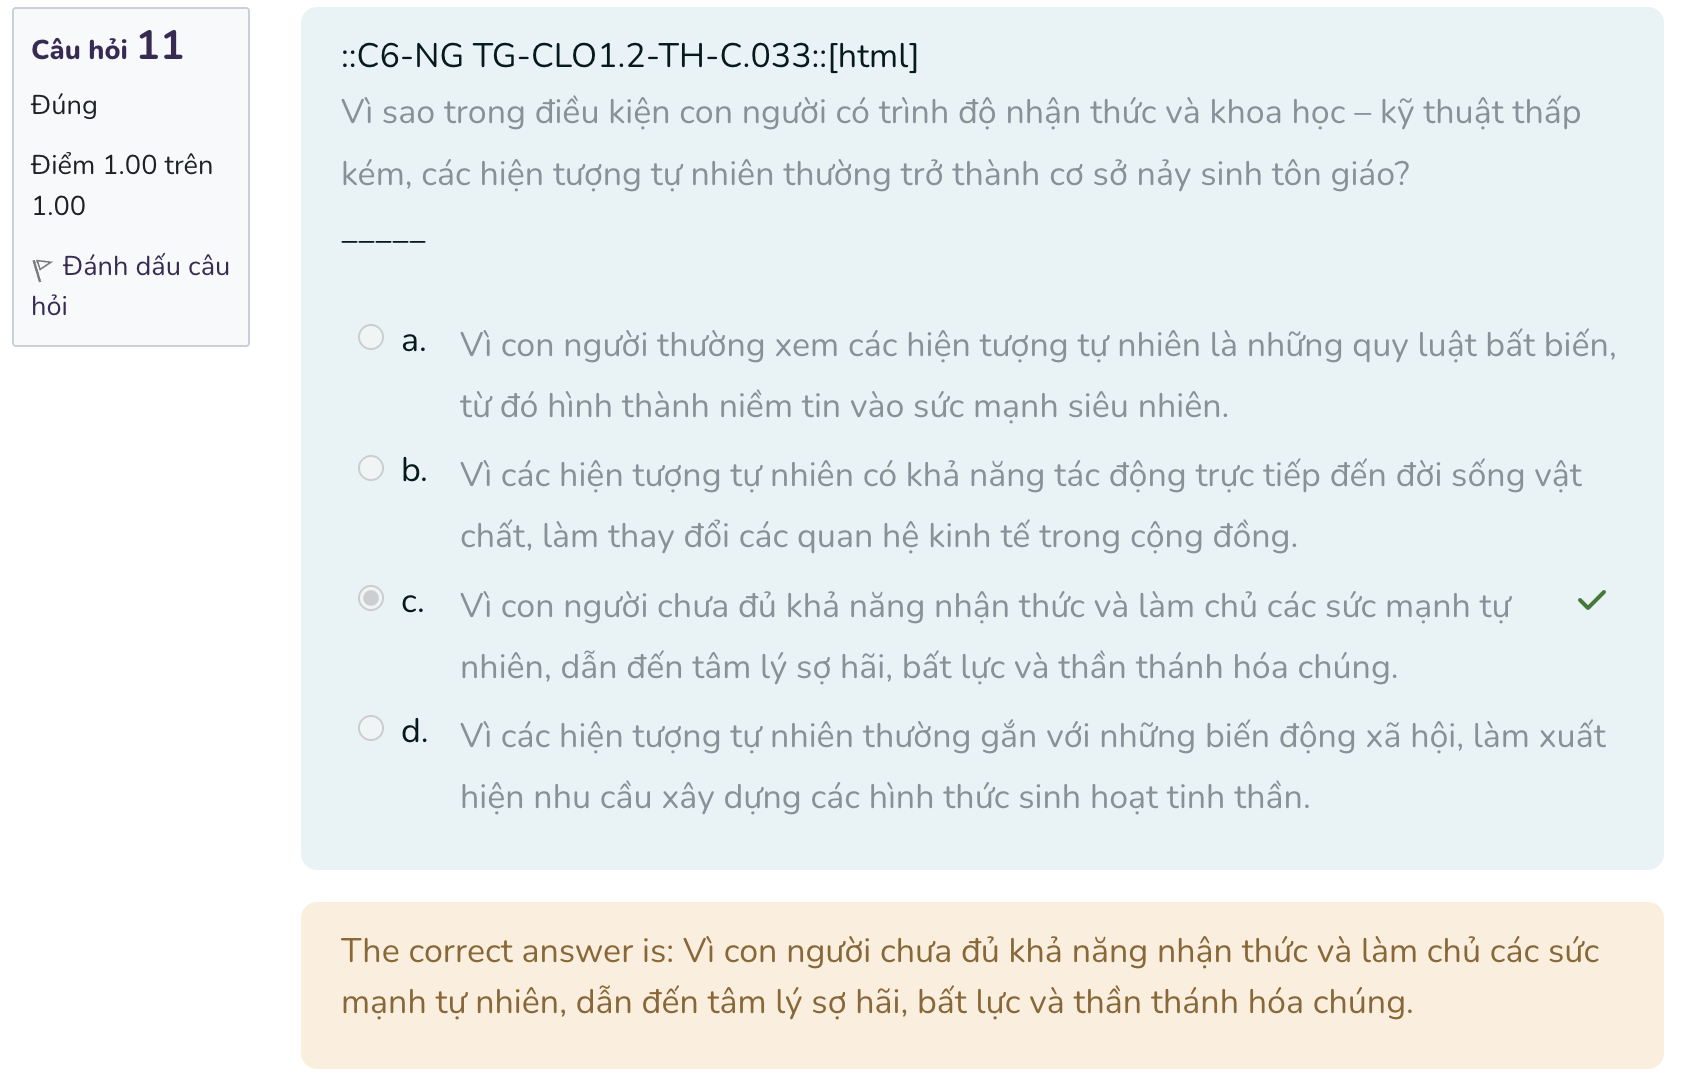 Câu hỏi 11
Đúng
Điểm 1.00 trên
1.00
Đánh dấu câu
hỏi
::C6-NG TG-CLO1.2-TH-C.033::[html]
Vì sao trong điều kiện con người có trình độ nhận thức và khoa học – kỹ thuật thấp
kém, các hiện tượng tự nhiên thường trở thành cơ sở nảy sinh tôn giáo?
_____
a. Vì con người thường xem các hiện tượng tự nhiên là những quy luật bất biến,
từ đó hình thành niềm tin vào sức mạnh siêu nhiên.
b. Vì các hiện tượng tự nhiên có khả năng tác động trực tiếp đến đời sống vật
chất, làm thay đổi các quan hệ kinh tế trong cộng đồng.
c. Vì con người chưa đủ khả năng nhận thức và làm chủ các sức mạnh tự
nhiên, dẫn đến tâm lý sợ hãi, bất lực và thần thánh hóa chúng.
d. Vì các hiện tượng tự nhiên thường gắn với những biến động xã hội, làm xuất
hiện nhu cầu xây dựng các hình thức sinh hoạt tinh thần.
The correct answer is: Vì con người chưa đủ khả năng nhận thức và làm chủ các sức
mạnh tự nhiên, dẫn đến tâm lý sợ hãi, bất lực và thần thánh hóa chúng.